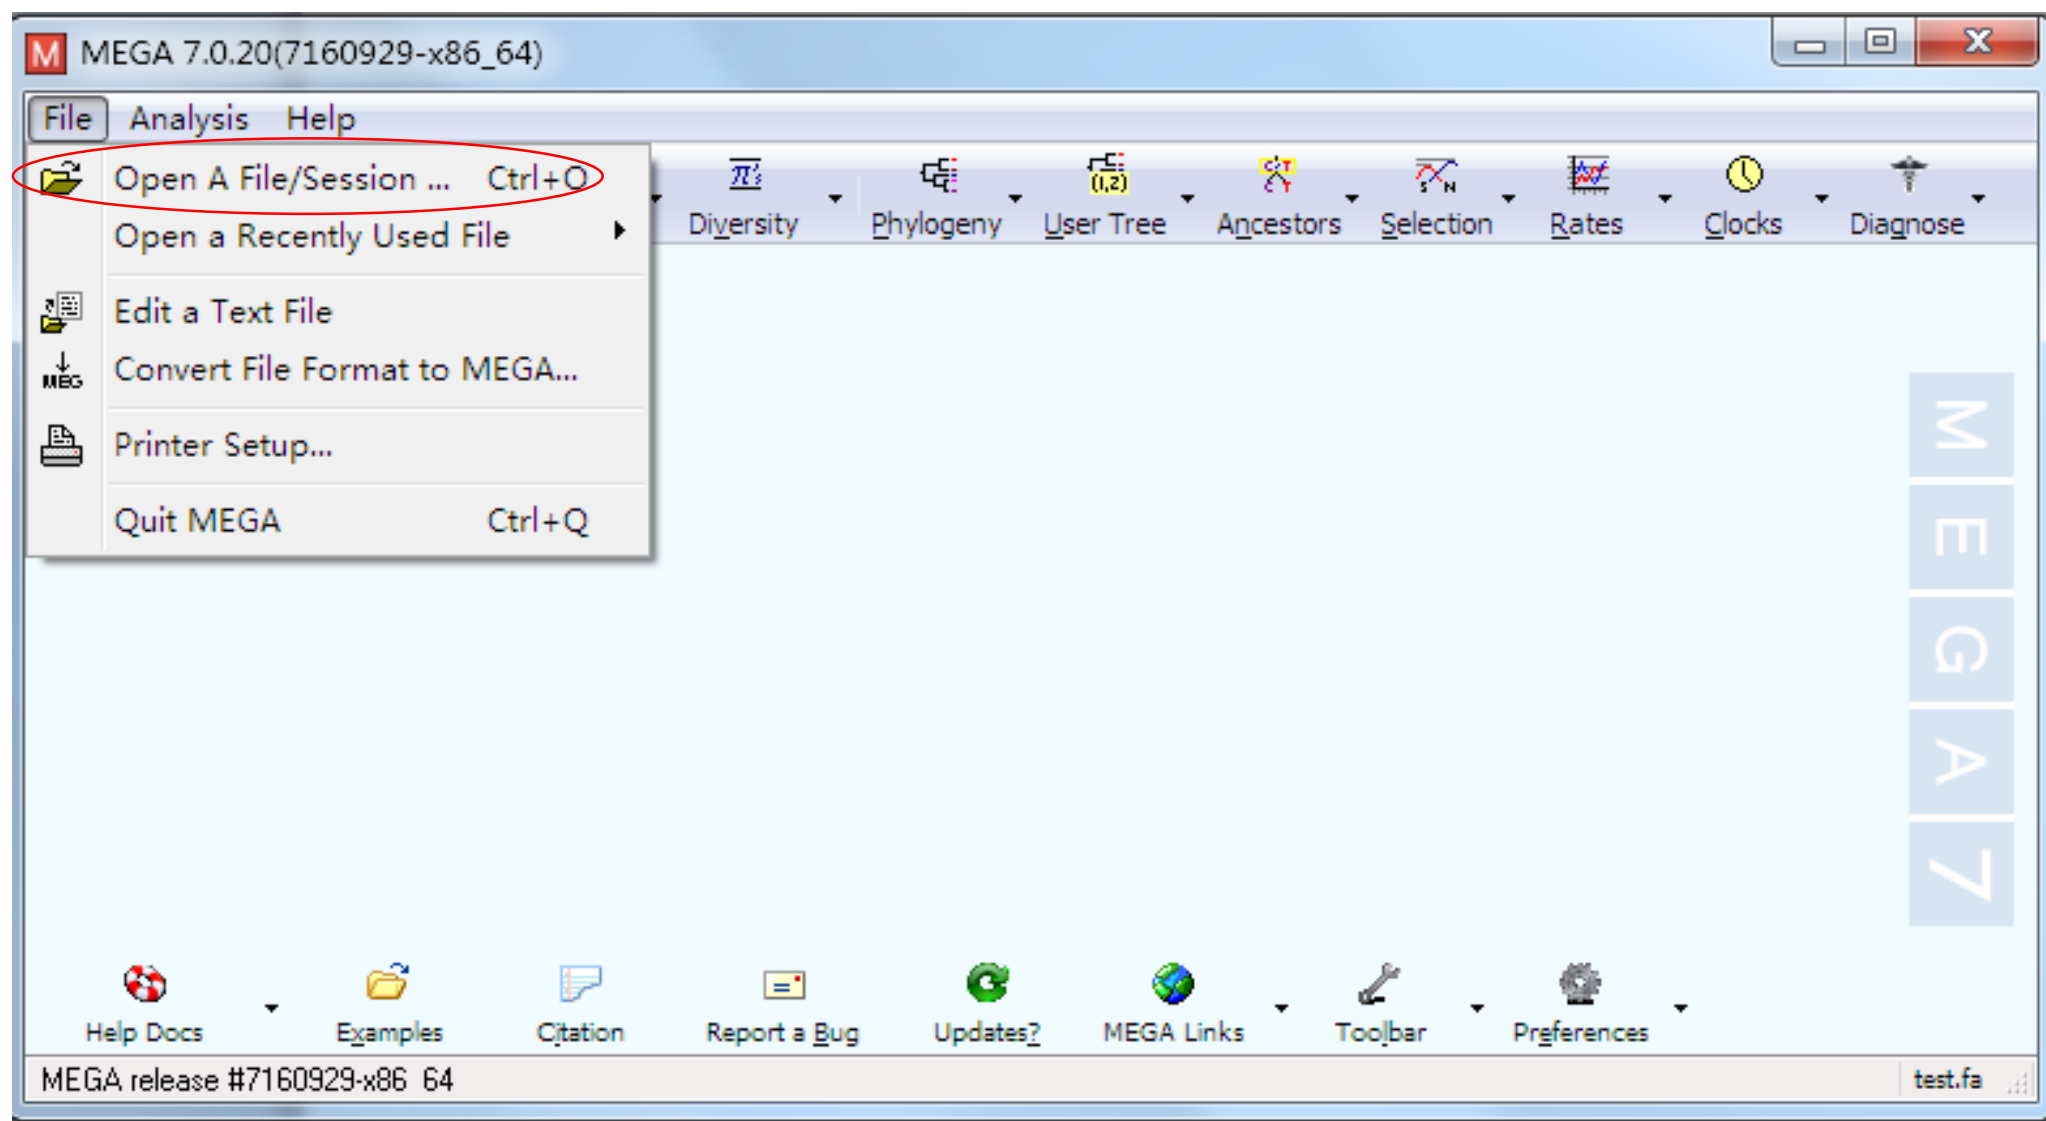 M MEGA 7.0.20(7160929-x86_64)
File Analysis Help
Open A File/Session ... Ctrl+O
Open a Recently Used File
Edit a Text File
MEG Convert File Format to MEGA...
Printer Setup...
Quit MEGA Ctrl+Q
Diversity Phylogeny User Tree Ancestors Selection Rates Clocks Diagnose
M
E
G
A
7
Help Docs Examples Citation Report a Bug Updates? MEGA Links Toolbar Preferences
MEGA release #7160929-x86 64 test.fa